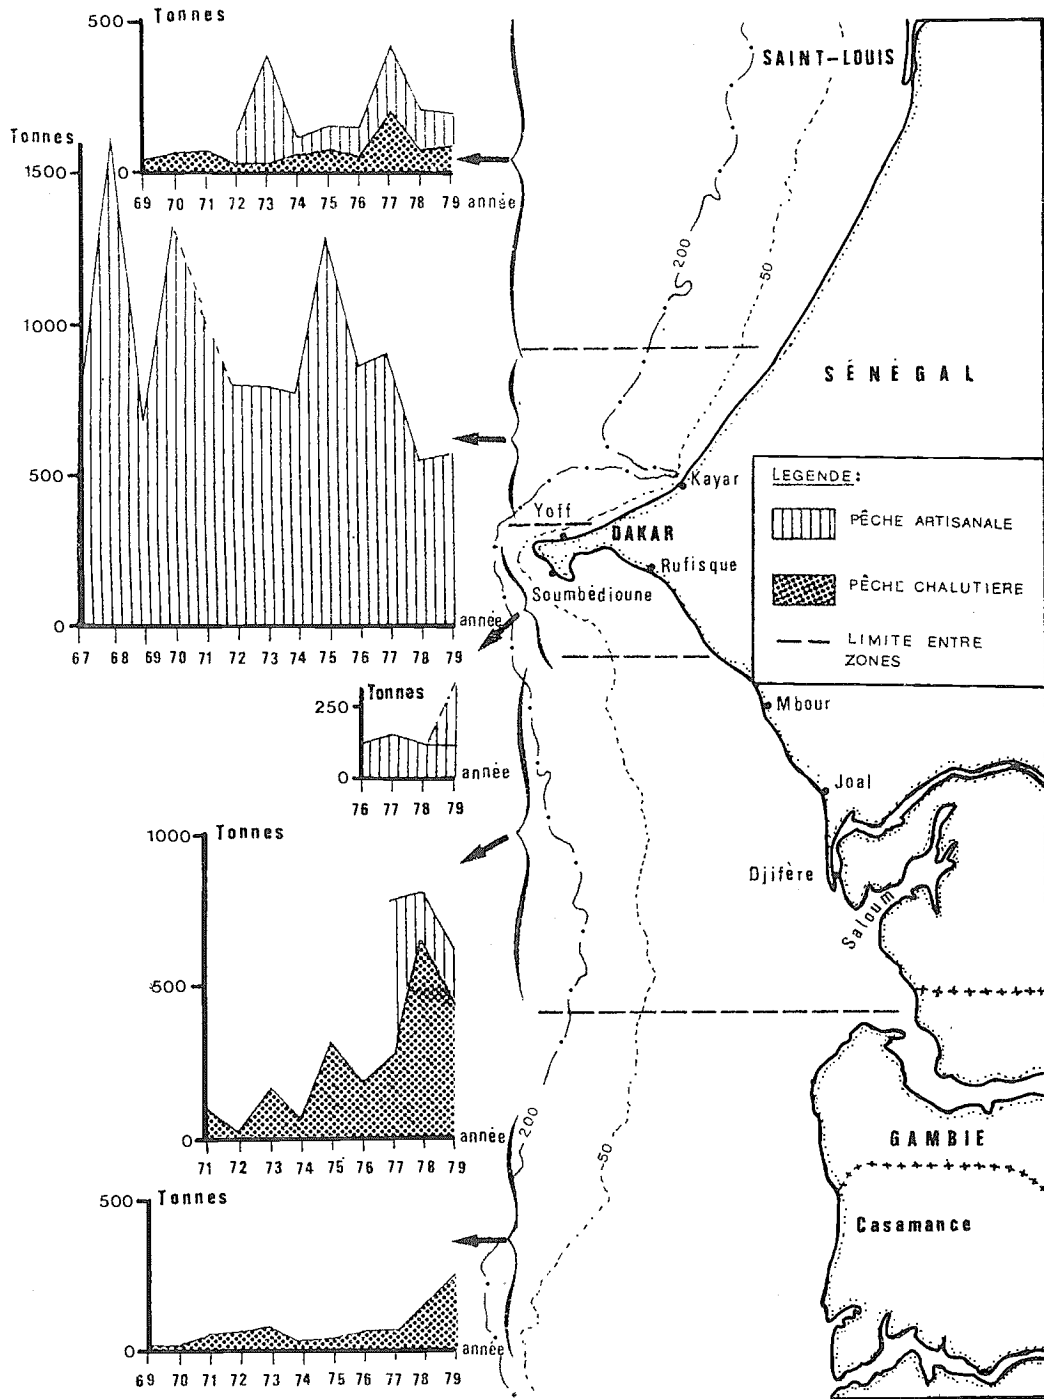 Tonnes
500
0
69 70 71 72 73 74 75 76 77 78 79 année
Tonnes
1500
1000
500
0
année
67 68 69 70 71 72 73 74 75 76 77 78 79
Tonnes
250
0
année
76 77 78 79
1000 Tonnes
500
0
année
71 72 73 74 75 76 77 78 79
500 Tonnes
0
année
69 70 71 72 73 74 75 76 77 78 79
SAINT-LOUIS
200
50
SÉNÉGAL
Kayar
Yoff
DAKAR
Rufisque
Soumbédioune
LEGENDE:
PÊCHE ARTISANALE
PÊCHE CHALUTIERE
LIMITE ENTRE
ZONES
Mbour
Joal
Djifère
Saloum
200
50
GAMBIE
Casamance